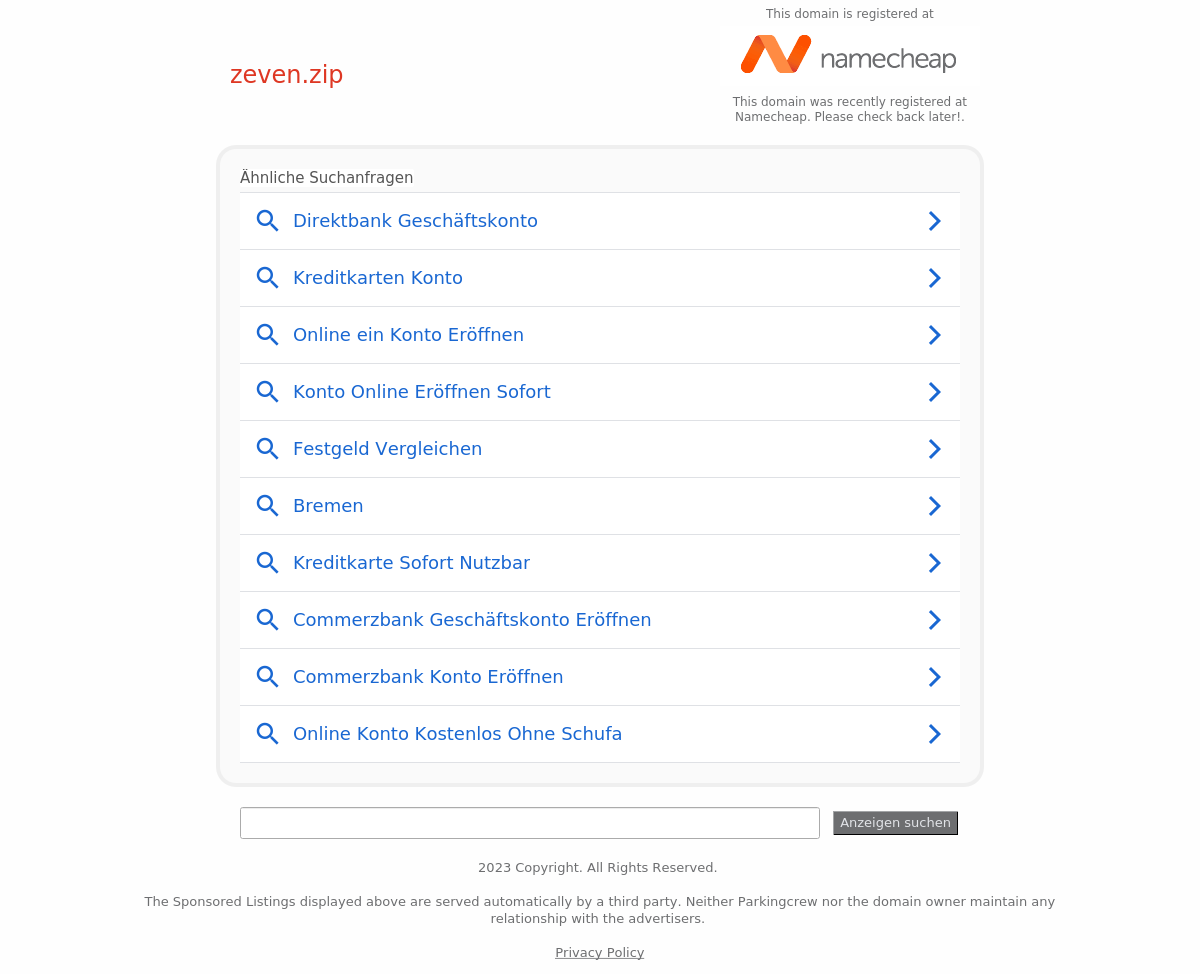 This domain is registered at
namecheap
zeven.zip
This domain was recently registered at
Namecheap. Please check back later!.
Ähnliche Suchanfragen
Direktbank Geschäftskonto
Kreditkarten Konto
Online ein Konto Eröffnen
Konto Online Eröffnen Sofort
Festgeld Vergleichen
Bremen
Kreditkarte Sofort Nutzbar
Commerzbank Geschäftskonto Eröffnen
Commerzbank Konto Eröffnen
Online Konto Kostenlos Ohne Schufa
Anzeigen suchen
2023 Copyright. All Rights Reserved.
The Sponsored Listings displayed above are served automatically by a third party. Neither Parkingcrew nor the domain owner maintain any
relationship with the advertisers.
Privacy Policy